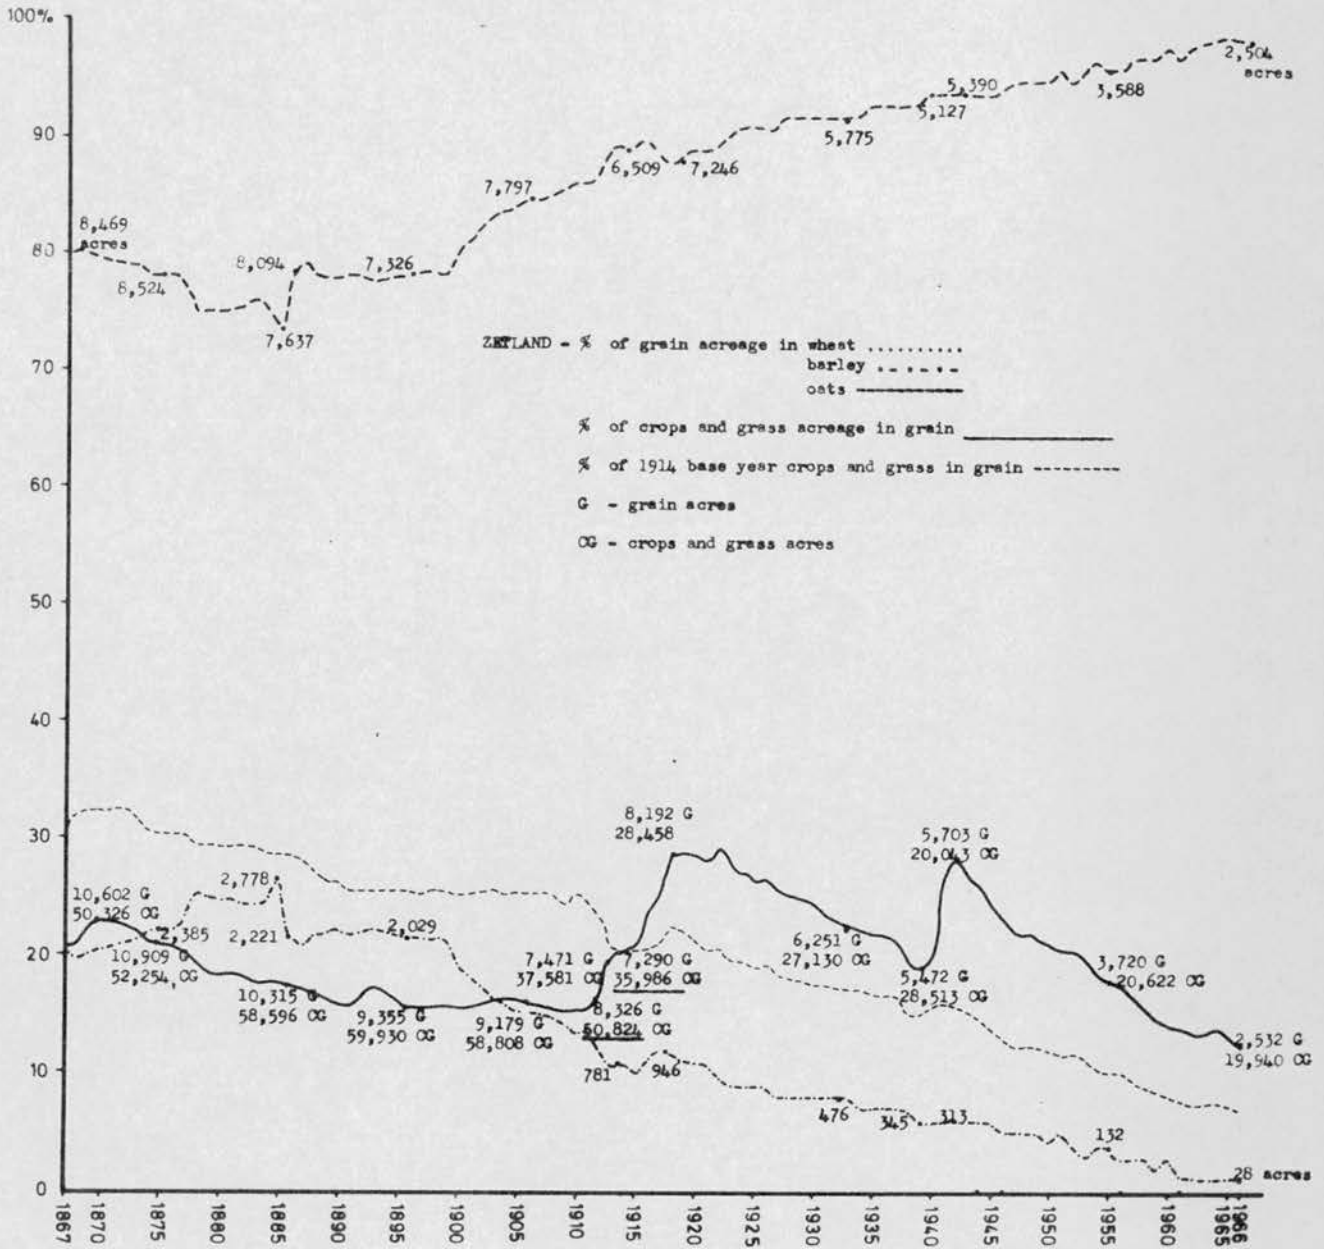 100%
2,504
acres
5,390
3,588
5,127
90
5,775
6,509
7,246
7,797
8,469
acres
80
8,094
7,326
8,524
7,637
ZETLAND - % of grain acreage in wheat ..........
barley . - . - . -
oats ————
70
% of crops and grass acreage in grain ————
% of 1914 base year crops and grass in grain ----------
60
G - grain acres
CG - crops and grass acres
50
40
8,192 G
28,458
30
5,703 G
20,043 CG
2,778
10,602 G
50,326 CG
2,385
2,221
2,029
20
10,909 G
52,254 CG
7,471 G
37,581 CG
7,290 G
35,986 CG
6,251 G
27,130 CG
5,472 G
28,513 CG
3,720 G
20,622 CG
10,315 G
58,596 CG
9,355 G
59,930 CG
9,179 G
58,808 CG
8,326 G
50,824 CG
2,532 G
19,940 CG
10
781
946
476
345
313
132
28 acres
0
1867
1870
1875
1880
1885
1890
1895
1900
1905
1910
1915
1920
1925
1930
1935
1940
1945
1950
1955
1960
1965
1966